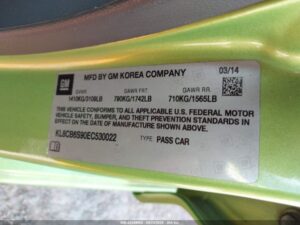 GM
MFD BY GM KOREA COMPANY
03/14
GVWR GAWR FRT GAWR RR
1410KG/3109LB 790KG/1742LB 710KG/1565LB
THIS VEHICLE CONFORMS TO ALL APPLICABLE U.S. FEDERAL MOTOR
VEHICLE SAFETY, BUMPER, AND THEFT PREVENTION STANDARDS IN
EFFECT ON THE DATE OF MANUFACTURE SHOWN ABOVE.
KL8CB6S90EC530022
TYPE: PASS CAR